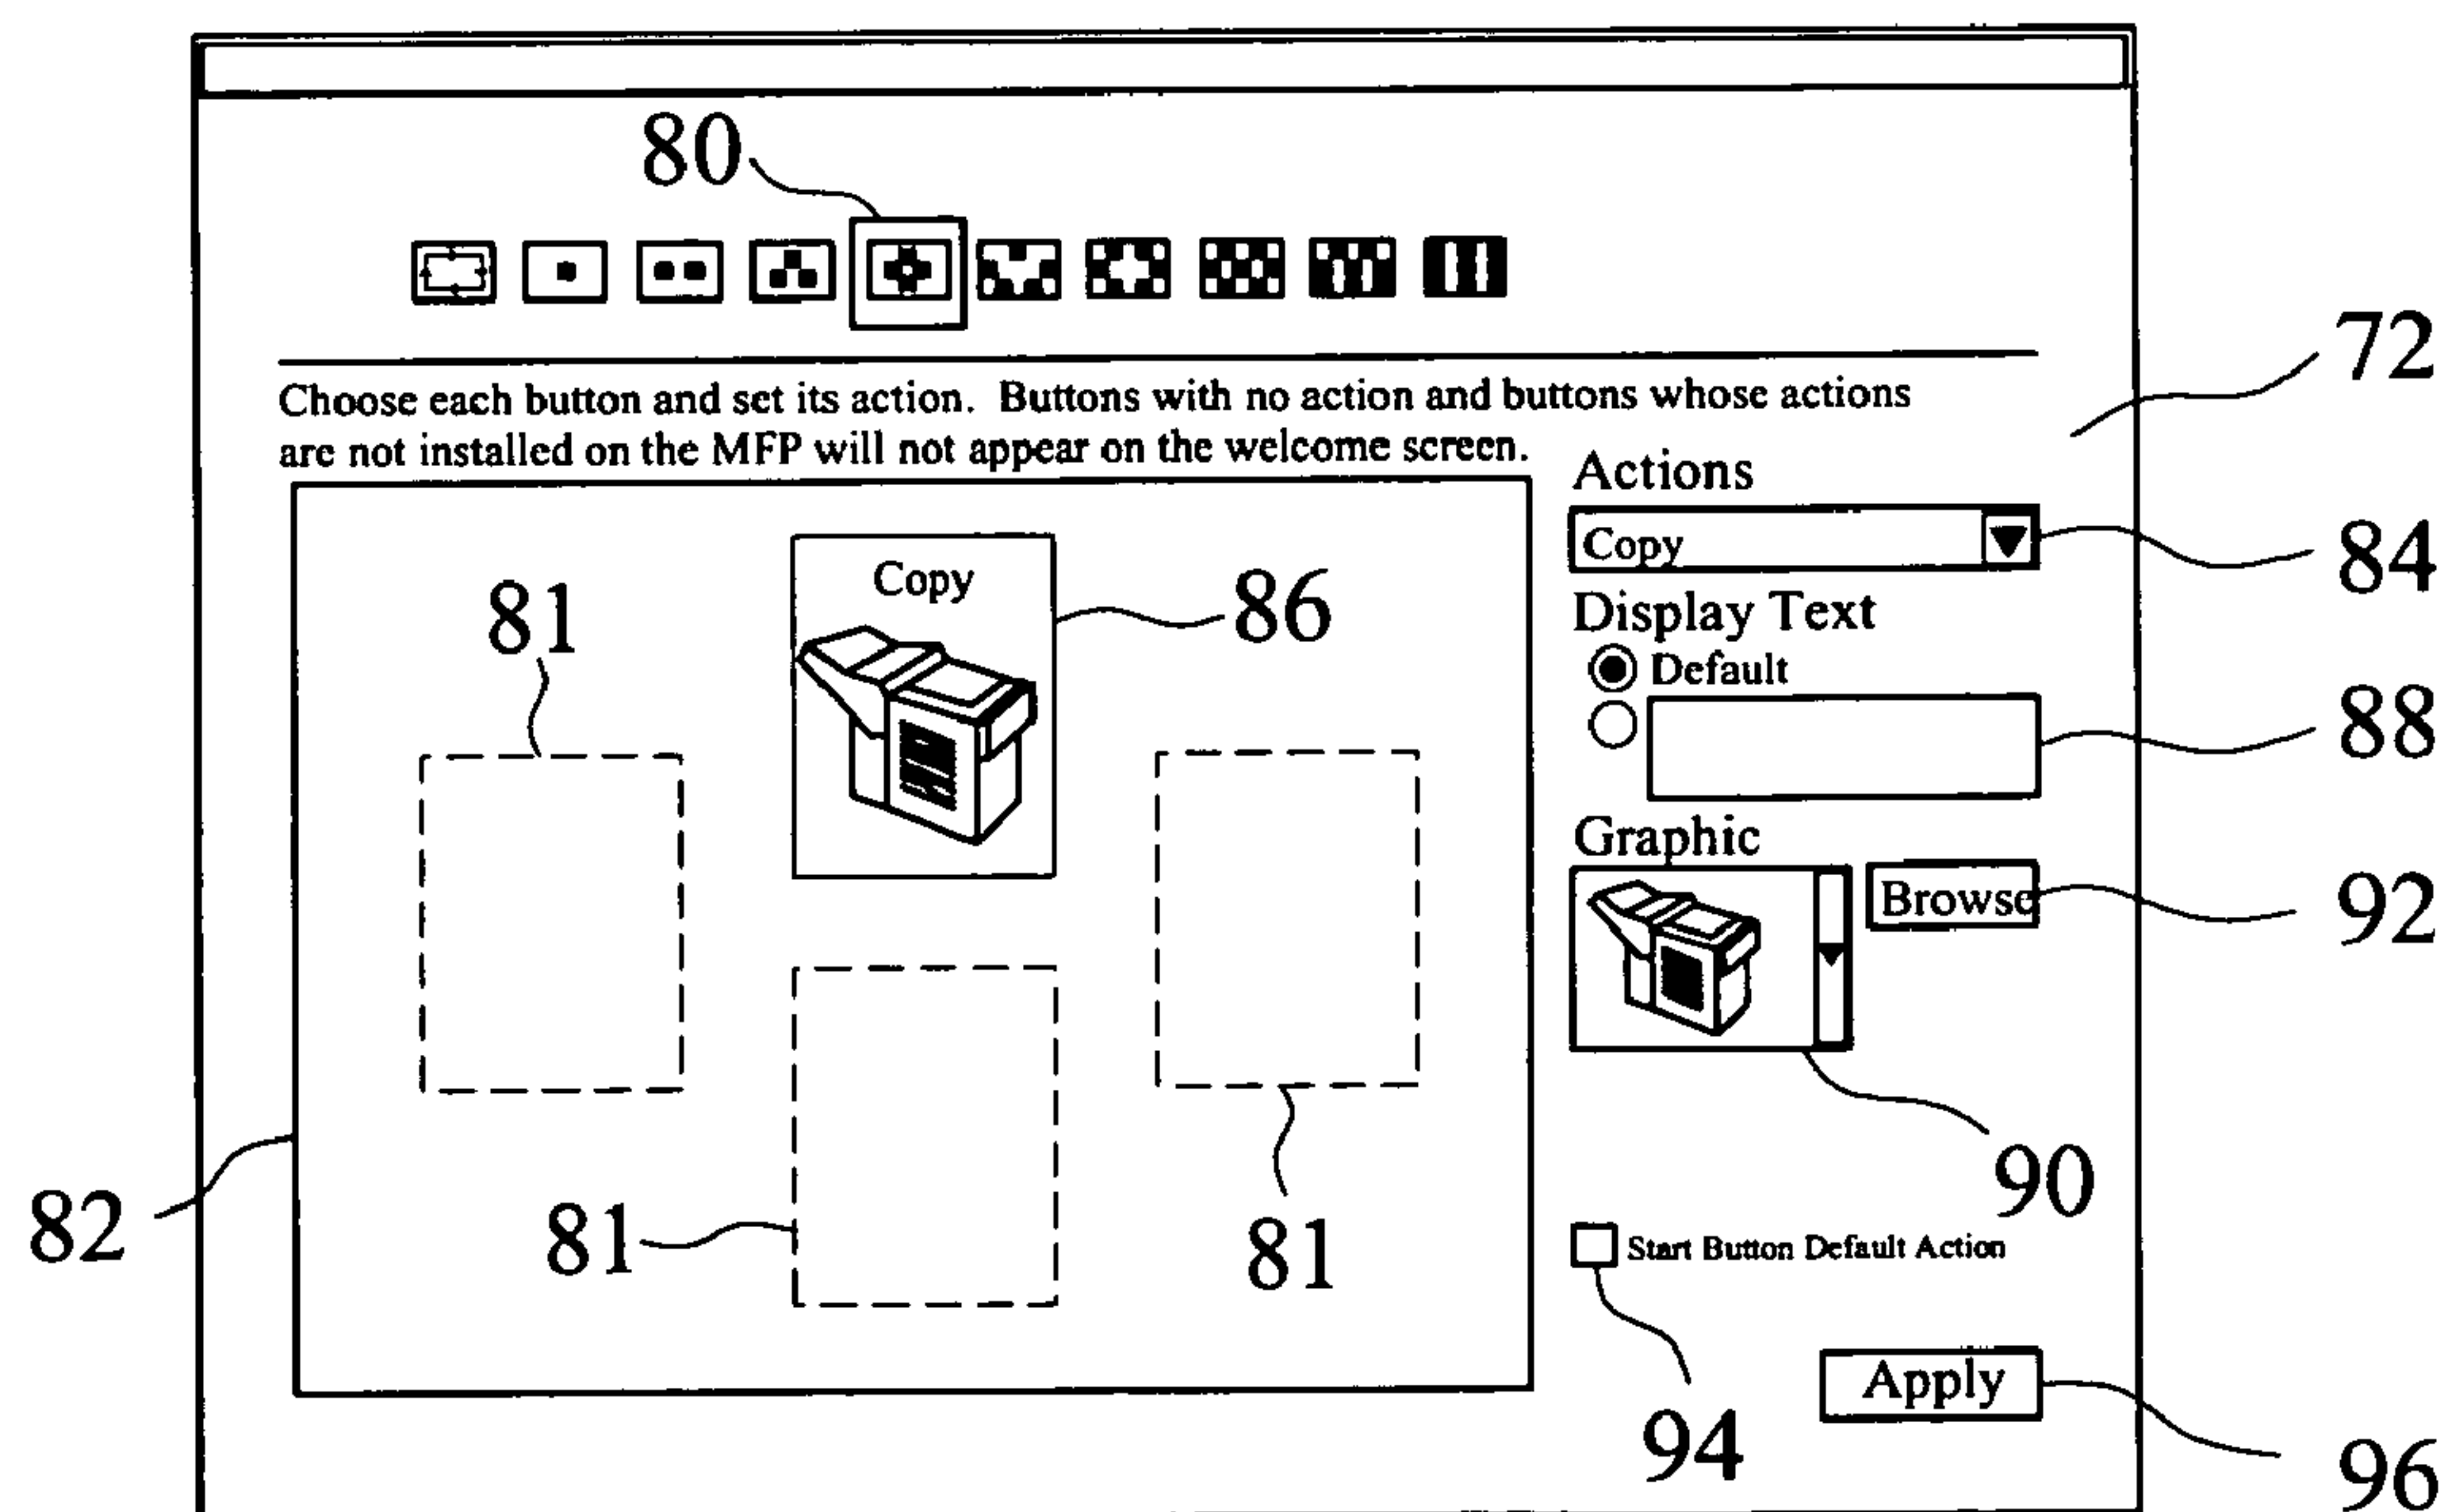 80
72
Choose each button and set its action. Buttons with no action and buttons whose actions
are not installed on the MFP will not appear on the welcome screen.
Actions
Copy
84
Display Text
Default
88
Copy
86
81
Graphic
Browse
92
90
82
81
81
Start Button Default Action
94
Apply
96